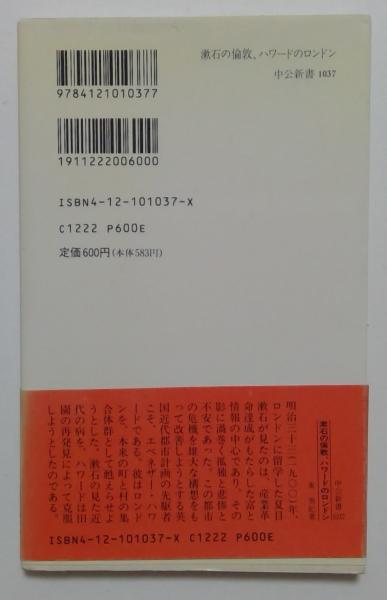 漱石の倫敦、ハワードのロンドン
中公新書 1037
9784121010377
1911222006000
ISBN4-12-101037-X
C1222 P600E
定価600円(本体583円)
明治三十三(一九〇〇)年、
ロンドンに留学した夏目
漱石が見たのは、産業革
命達成がもたらした富と
情報の中心であり、その
影に渦巻く孤独と悲惨と
不安であった。この都市
の危機を雄大な構想をも
って改善しようとする英
国近代都市計画の先駆者
こそ、エベネザー・ハワ
ードである。彼はロンド
ンを、本来の町と村の集
合体群として甦えらせよ
うとした。漱石の見た近
代の病を、ハワードは田
園の再発見によって克服
しようとしたのである。
中公新書
1037
漱石の倫敦、ハワードのロンドン
東 秀紀著
ISBN4-12-101037-X C1222 P600E